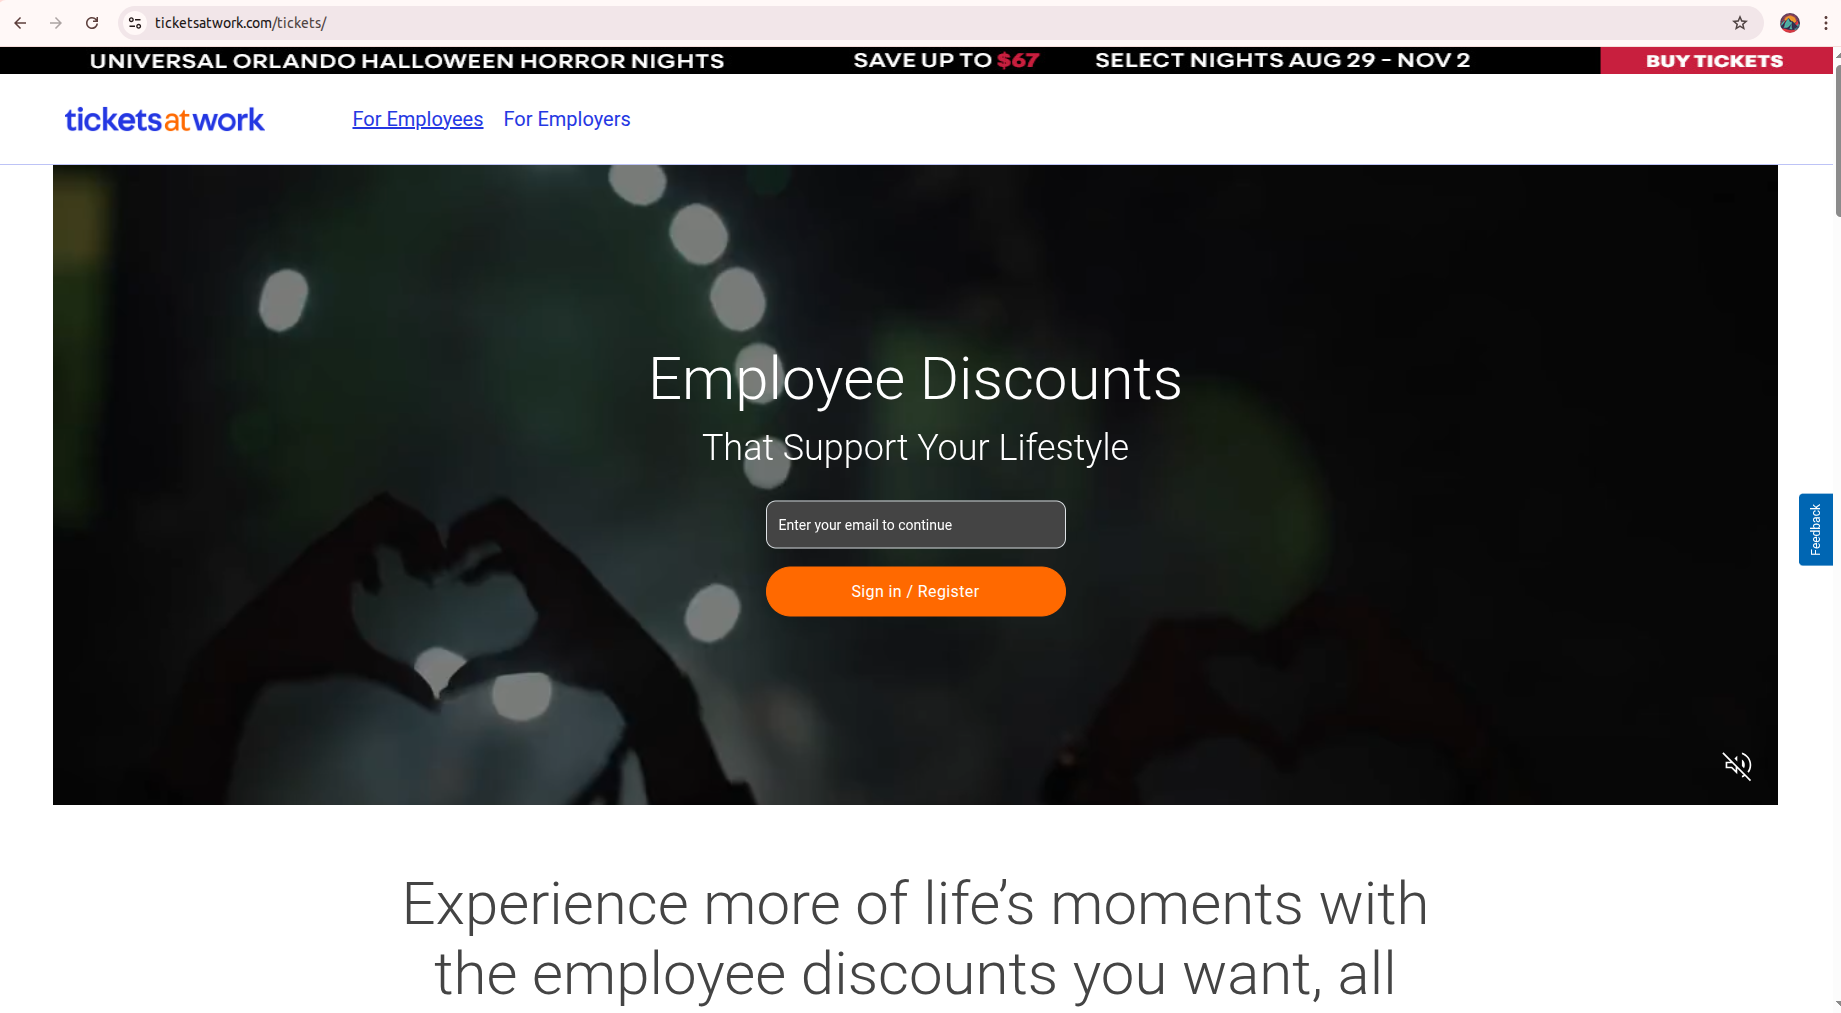 ticketsatwork.com/tickets/
UNIVERSAL ORLANDO HALLOWEEN HORROR NIGHTS SAVE UP TO $67 SELECT NIGHTS AUG 29 - NOV 2 BUY TICKETS
ticketsatwork For Employees For Employers
Employee Discounts
That Support Your Lifestyle
Enter your email to continue
Sign in / Register
Feedback
Experience more of life’s moments with
the employee discounts you want, all